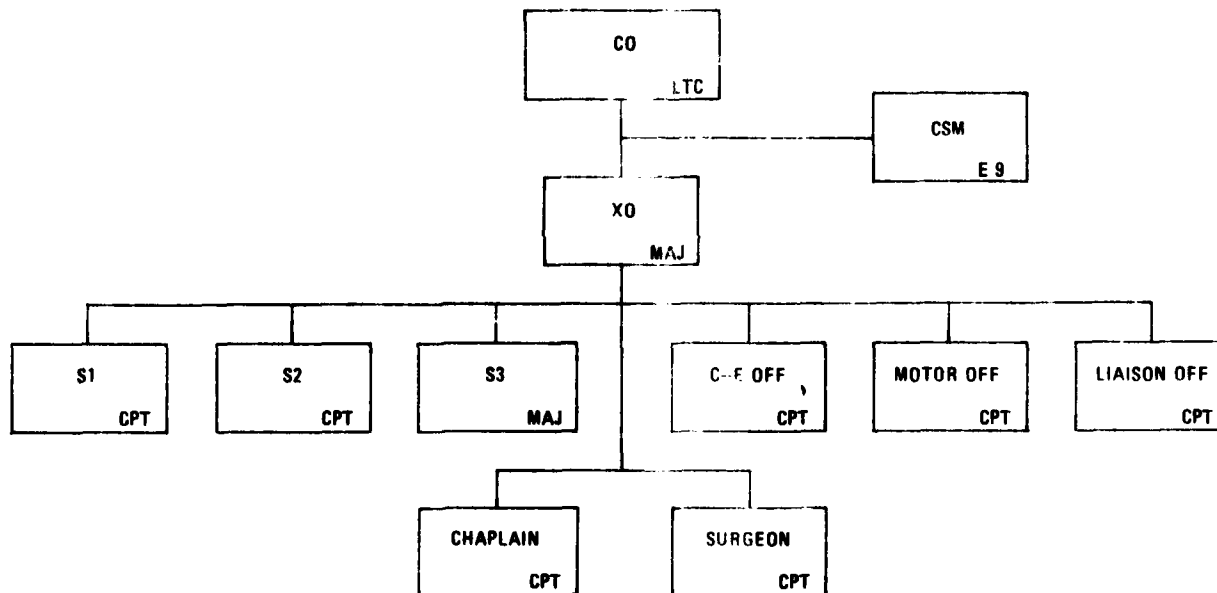 CO
LTC
CSM
E 9
XO
MAJ
S1
CPT
S2
CPT
S3
MAJ
C-E OFF
CPT
MOTOR OFF
CPT
LIAISON OFF
CPT
CHAPLAIN
CPT
SURGEON
CPT